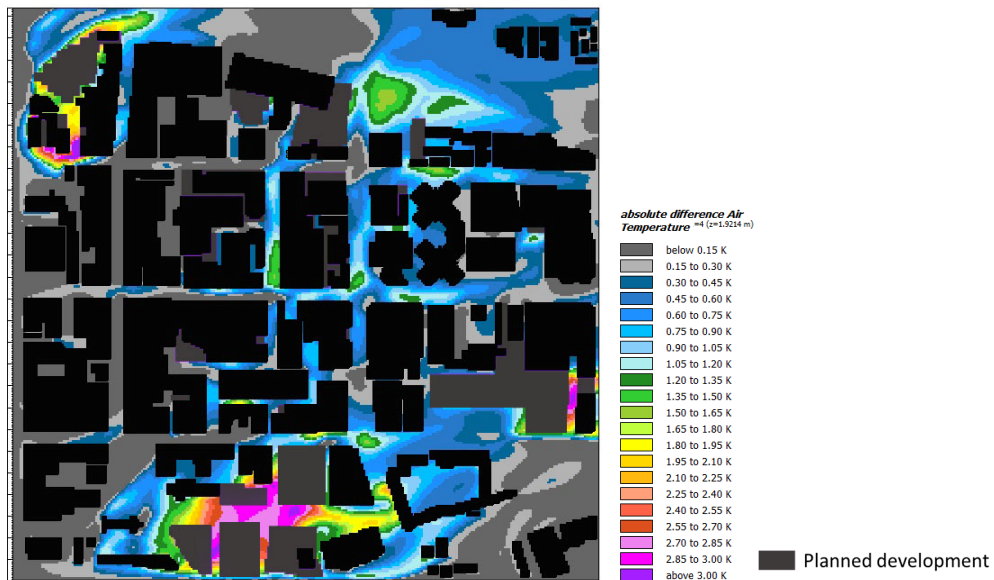 absolute difference Air
Temperature =4 (z=1.9214 m)
below 0.15 K
0.15 to 0.30 K
0.30 to 0.45 K
0.45 to 0.60 K
0.60 to 0.75 K
0.75 to 0.90 K
0.90 to 1.05 K
1.05 to 1.20 K
1.20 to 1.35 K
1.35 to 1.50 K
1.50 to 1.65 K
1.65 to 1.80 K
1.80 to 1.95 K
1.95 to 2.10 K
2.10 to 2.25 K
2.25 to 2.40 K
2.40 to 2.55 K
2.55 to 2.70 K
2.70 to 2.85 K
2.85 to 3.00 K
above 3.00 K
Planned development